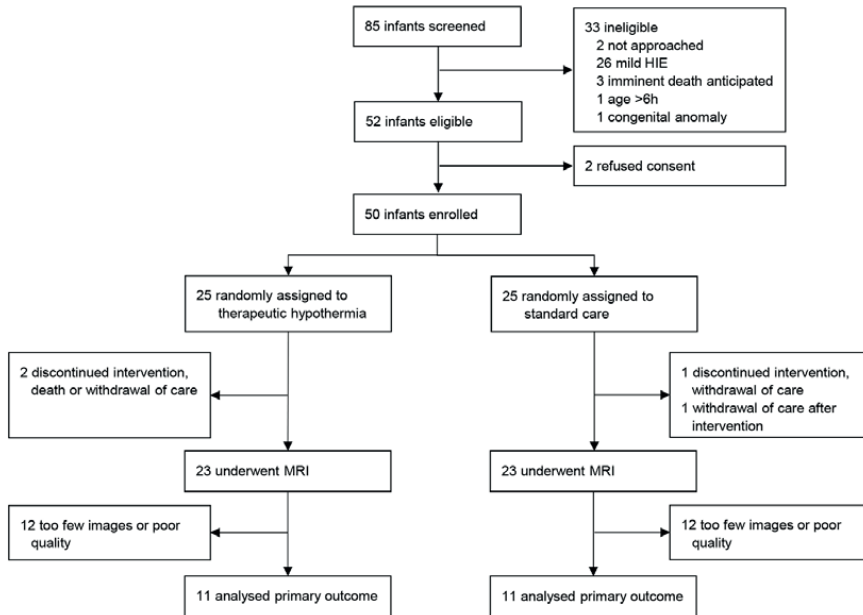 85 infants screened
33 ineligible
2 not approached
26 mild HIE
3 imminent death anticipated
1 age >6h
1 congenital anomaly
52 infants eligible
2 refused consent
50 infants enrolled
25 randomly assigned to
therapeutic hypothermia
25 randomly assigned to
standard care
2 discontinued intervention,
death or withdrawal of care
1 discontinued intervention,
withdrawal of care
1 withdrawal of care after
intervention
23 underwent MRI
23 underwent MRI
12 too few images or poor
quality
12 too few images or poor
quality
11 analysed primary outcome
11 analysed primary outcome